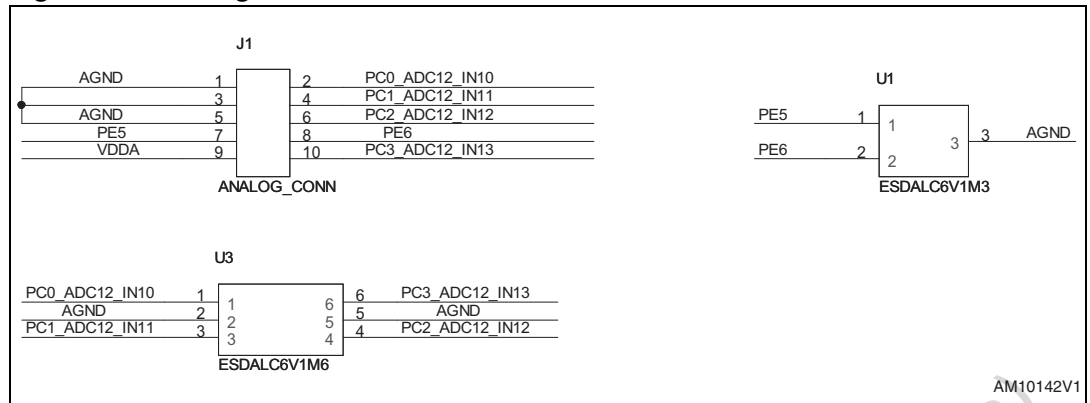 J1
AGND 1 2 PC0_ADC12_IN10
3 4 PC1_ADC12_IN11
AGND 5 6 PC2_ADC12_IN12
PE5 7 8 PE6
VDDA 9 10 PC3_ADC12_IN13
ANALOG_CONN
U1
PE5 1 1 3 3 AGND
PE6 2 2
ESDALC6V1M3
U3
PC0_ADC12_IN10 1 1 6 6 PC3_ADC12_IN13
AGND 2 2 5 5 AGND
PC1_ADC12_IN11 3 3 4 4 PC2_ADC12_IN12
ESDALC6V1M6
AM10142V1